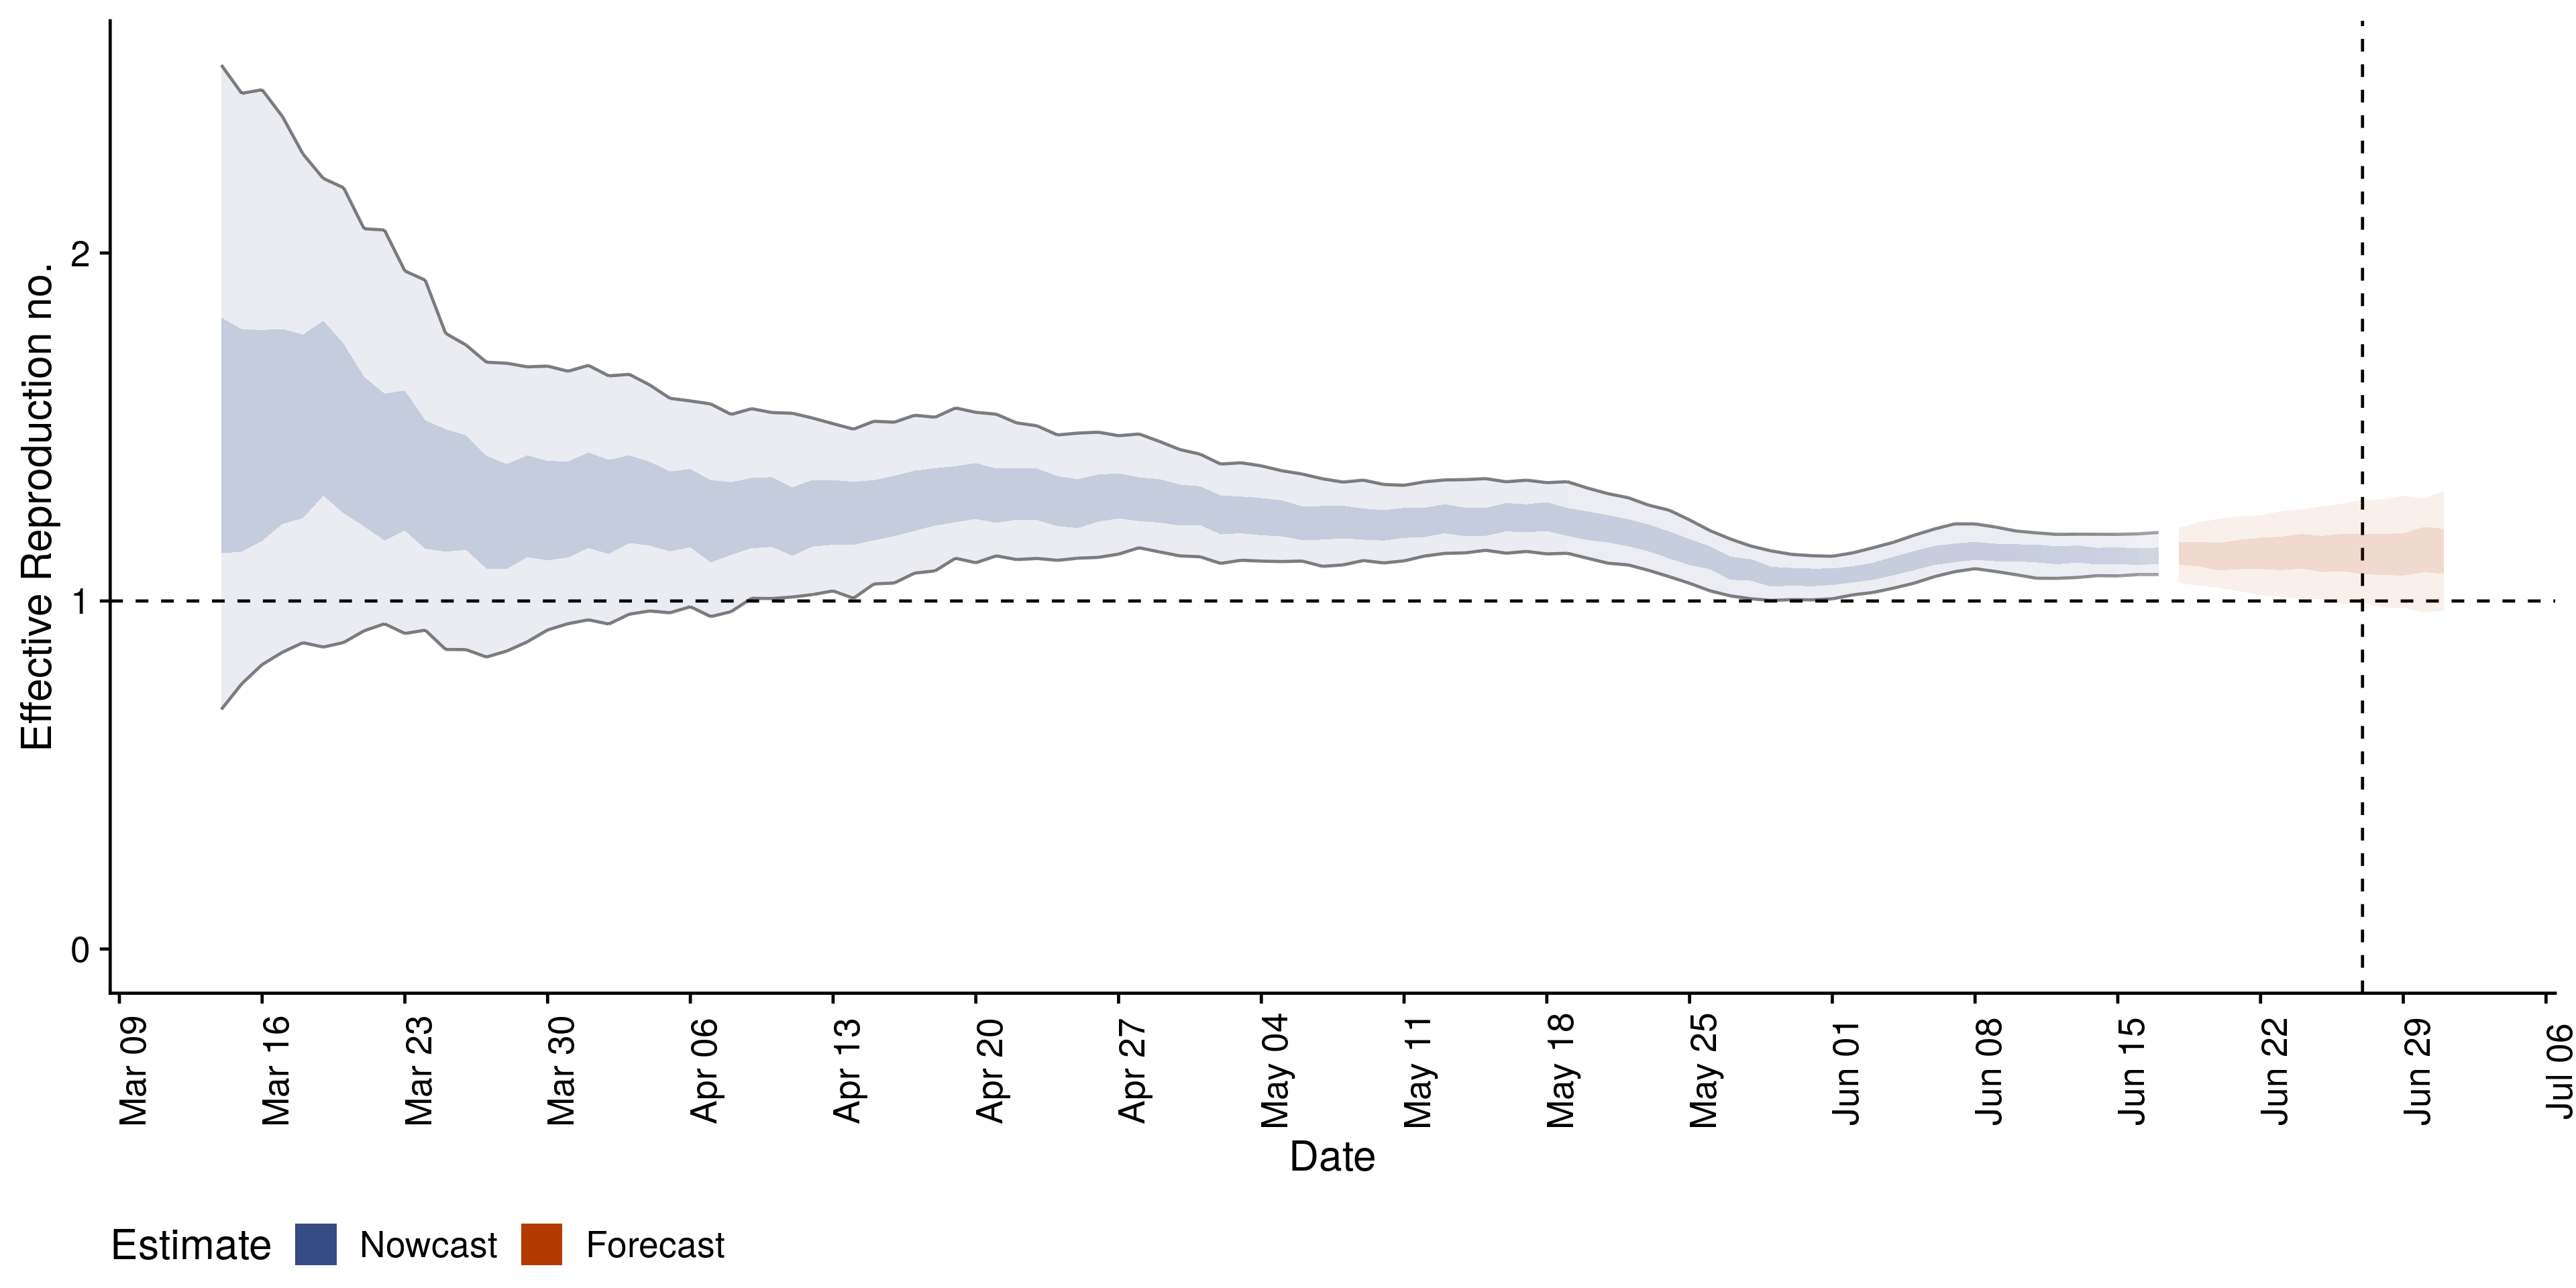 Effective Reproduction no.
2
1
0
Mar 09
Mar 16
Mar 23
Mar 30
Apr 06
Apr 13
Apr 20
Apr 27
May 04
May 11
May 18
May 25
Jun 01
Jun 08
Jun 15
Jun 22
Jun 29
Jul 06
Date
Estimate Nowcast Forecast